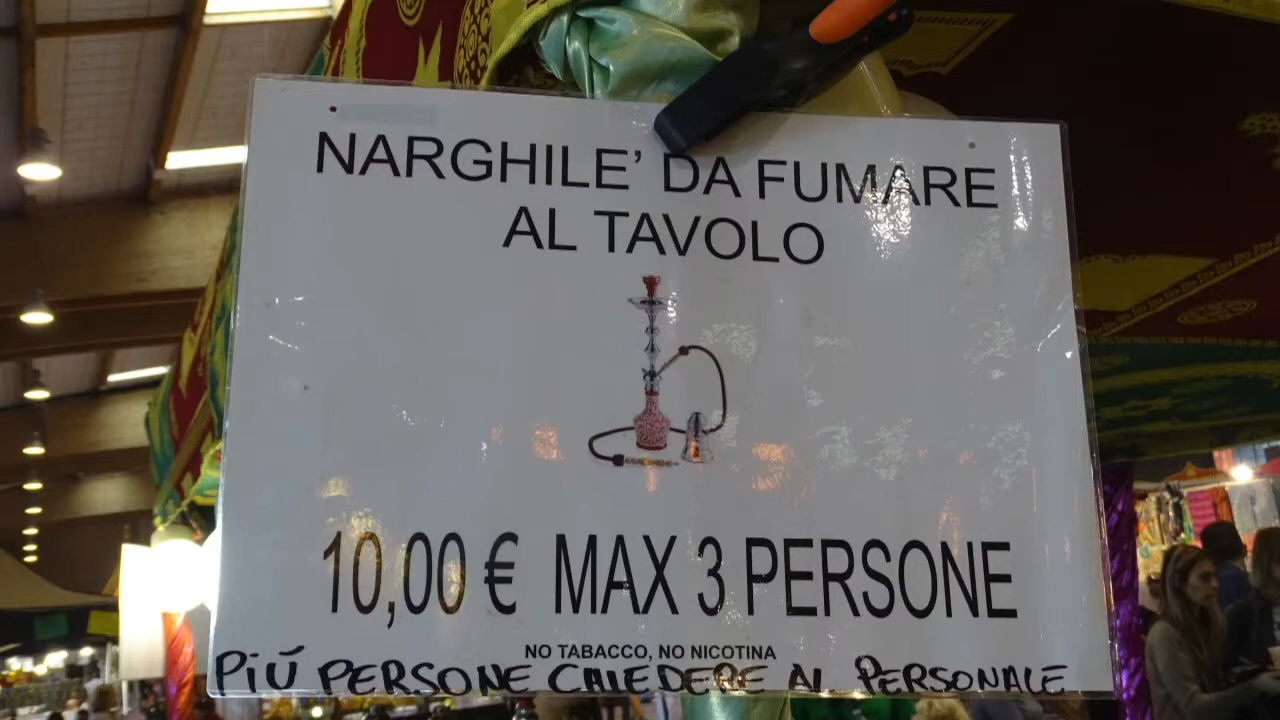 NARGHILE' DA FUMARE
AL TAVOLO
10,00 € MAX 3 PERSONE
NO TABACCO, NO NICOTINA
PIÚ PERSONE CHIEDERE AL PERSONALE